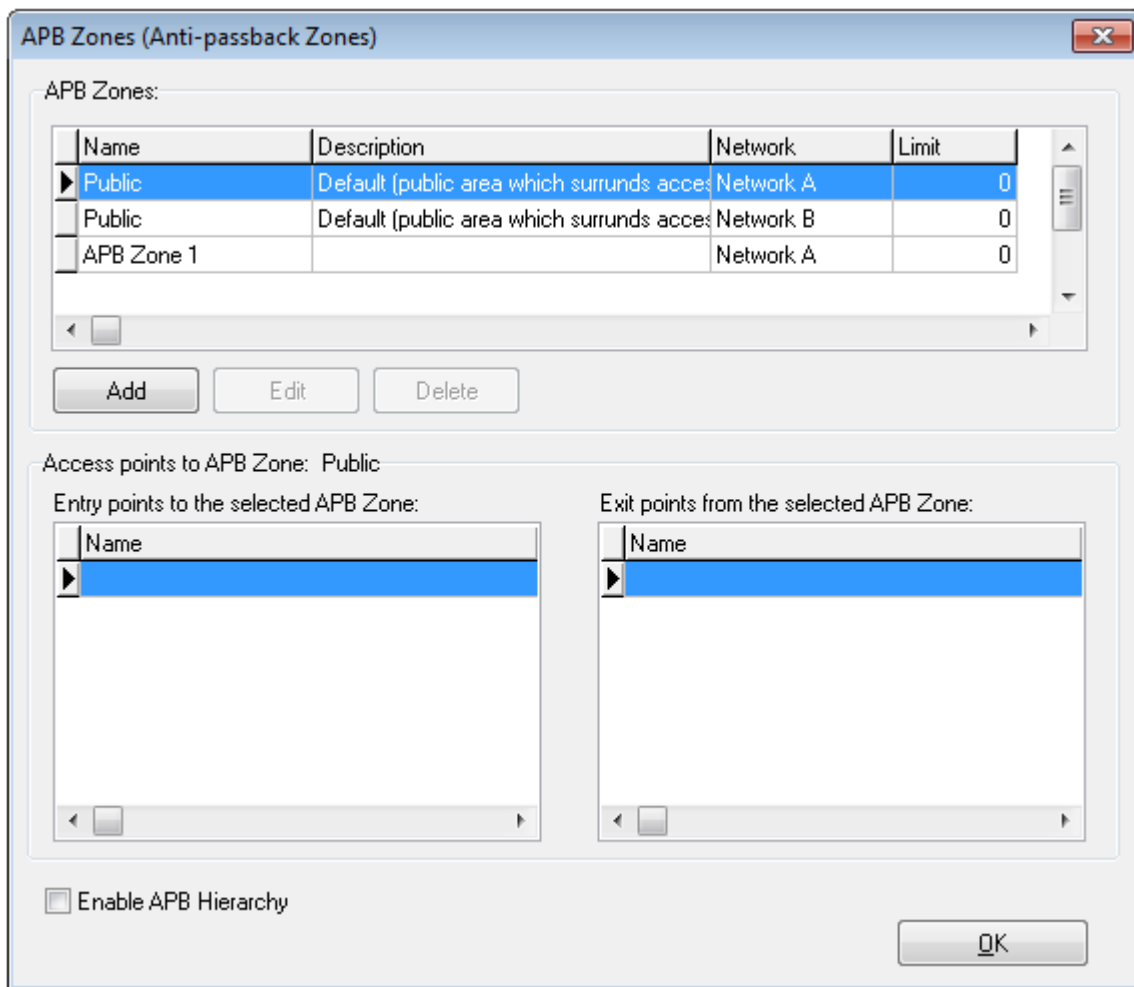 APB Zones (Anti-passback Zones)
APB Zones:
Name Description Network Limit
Public Default (public area which surrunds acces Network A 0
Public Default (public area which surrunds acces Network B 0
APB Zone 1 Network A 0
Add Edit Delete
Access points to APB Zone: Public
Entry points to the selected APB Zone: Exit points from the selected APB Zone:
Name Name
Enable APB Hierarchy
OK